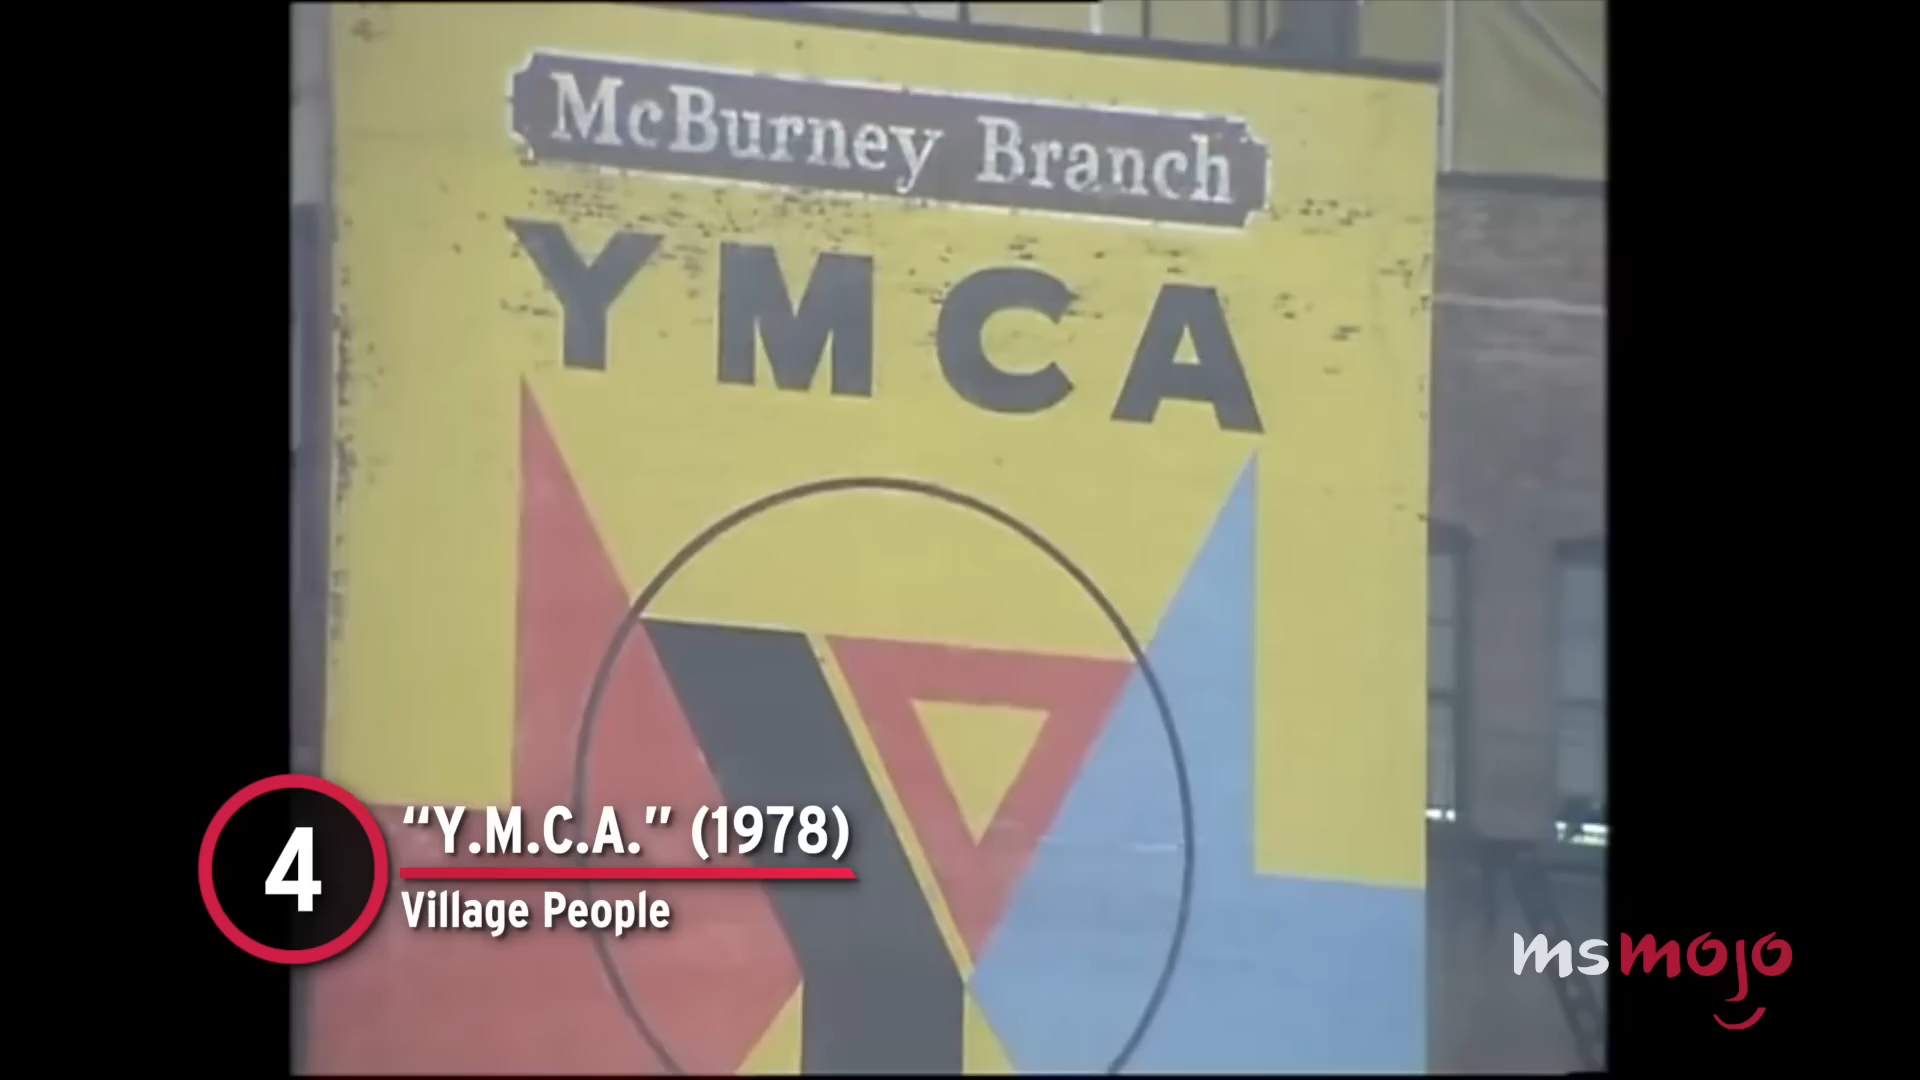 McBurney Branch
YMCA
4
“Y.M.C.A.” (1978)
Village People
msmojo